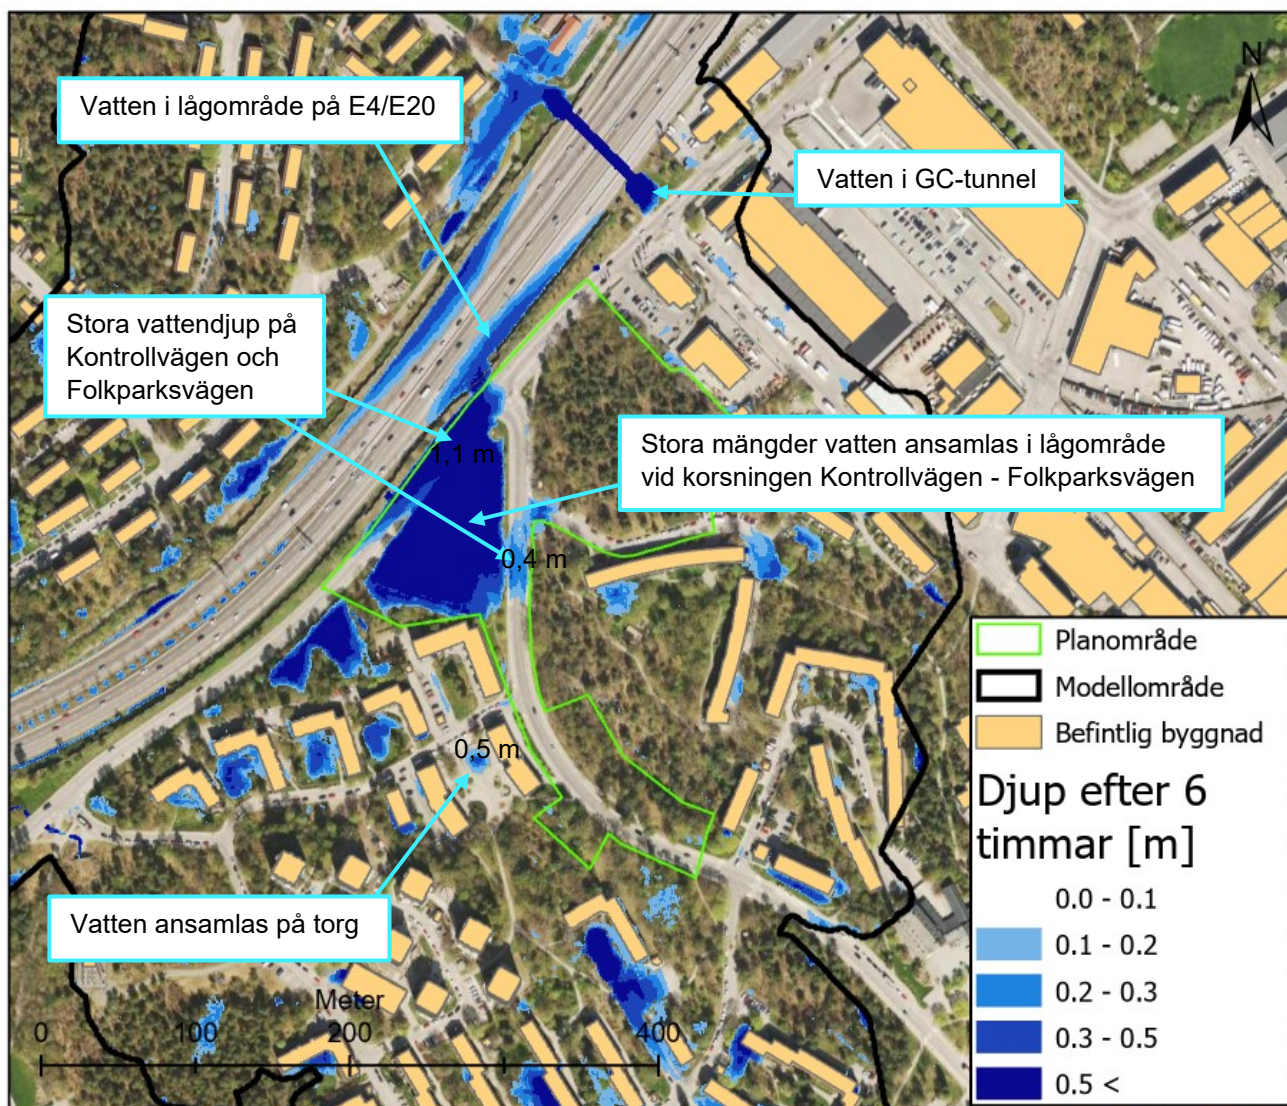 N
Vatten i lågområde på E4/E20
Vatten i GC-tunnel
Stora vattendjup på
Kontrollvägen och
Folkparksvägen
1,1 m
Stora mängder vatten ansamlas i lågområde
vid korsningen Kontrollvägen - Folkparksvägen
0,4 m
0,5 m
Vatten ansamlas på torg
Meter
0 100 200 400
Planområde
Modellområde
Befintlig byggnad
Djup efter 6
timmar [m]
0.0 - 0.1
0.1 - 0.2
0.2 - 0.3
0.3 - 0.5
0.5 <